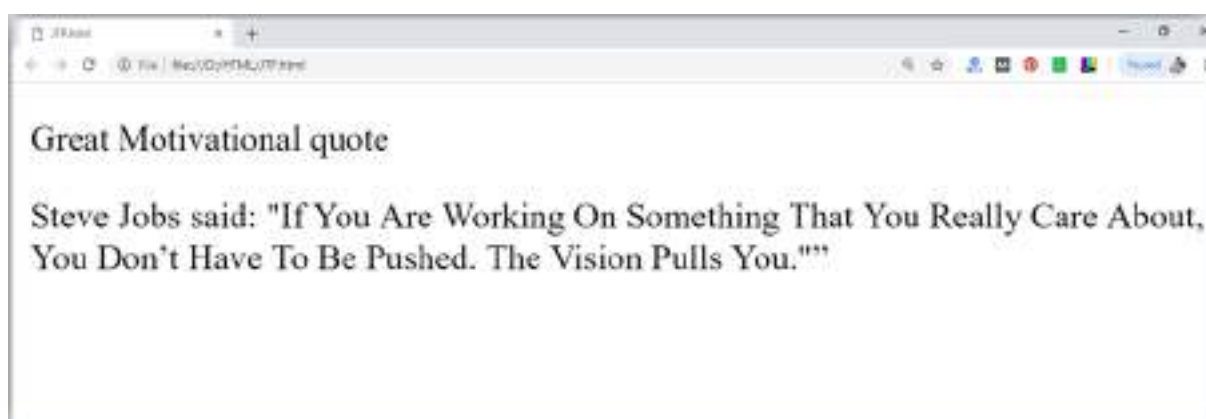 Great Motivational quote
Steve Jobs said: "If You Are Working On Something That You Really Care About,
You Don’t Have To Be Pushed. The Vision Pulls You."”